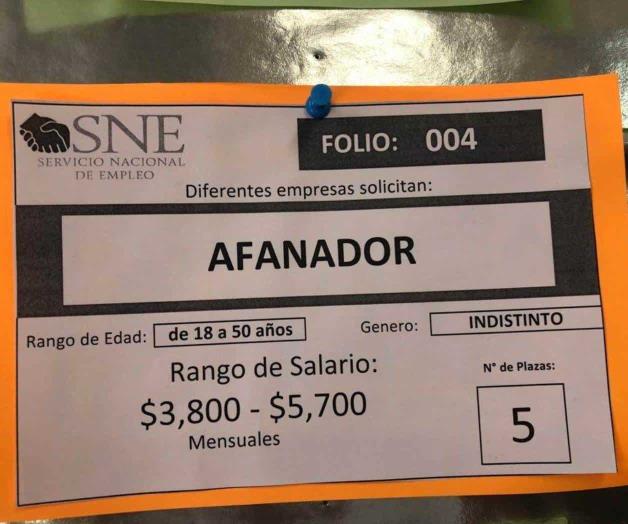 SNE
SERVICIO NACIONAL
DE EMPLEO
FOLIO: 004
Diferentes empresas solicitan:
AFANADOR
Rango de Edad: de 18 a 50 años
Genero: INDISTINTO
Rango de Salario:
$3,800 - $5,700
Mensuales
N° de Plazas:
5